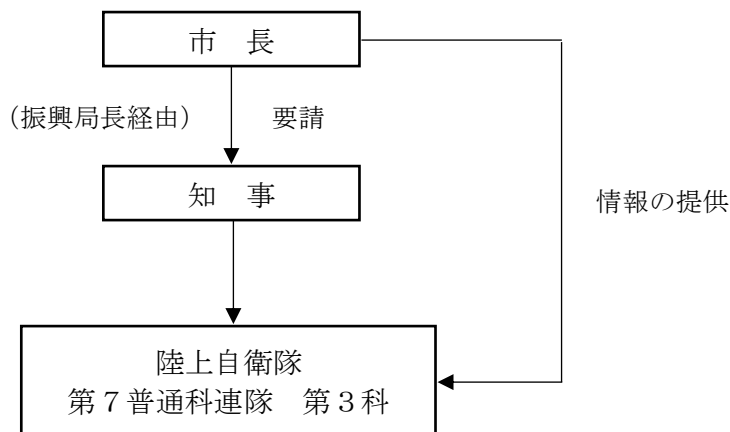 市　長
（振興局長経由）　要請
知　事
情報の提供
陸上自衛隊
第７普通科連隊　第３科